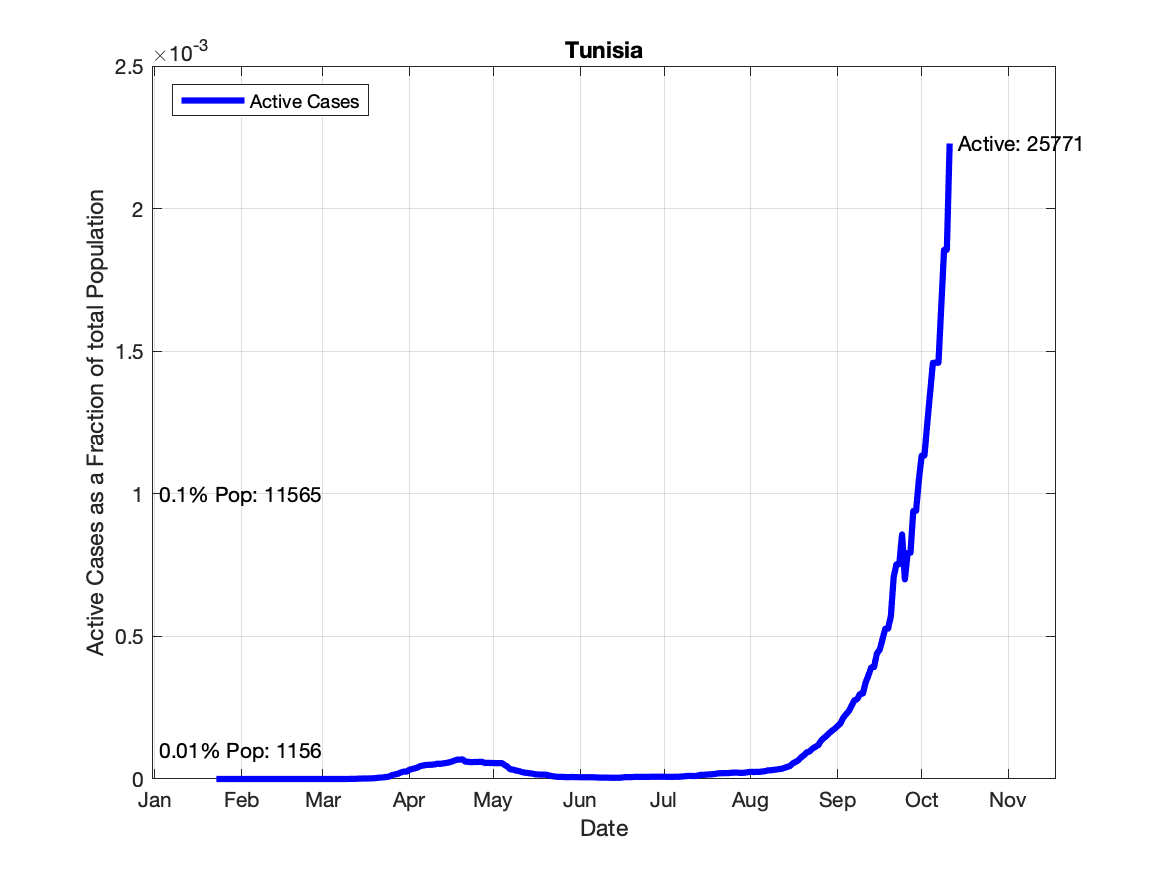 Tunisia
×10-3
2.5
2
1.5
1
0.5
0
Active Cases
Active: 25771
0.1% Pop: 11565
0.01% Pop: 1156
Active Cases as a Fraction of total Population
Jan Feb Mar Apr May Jun Jul Aug Sep Oct Nov
Date